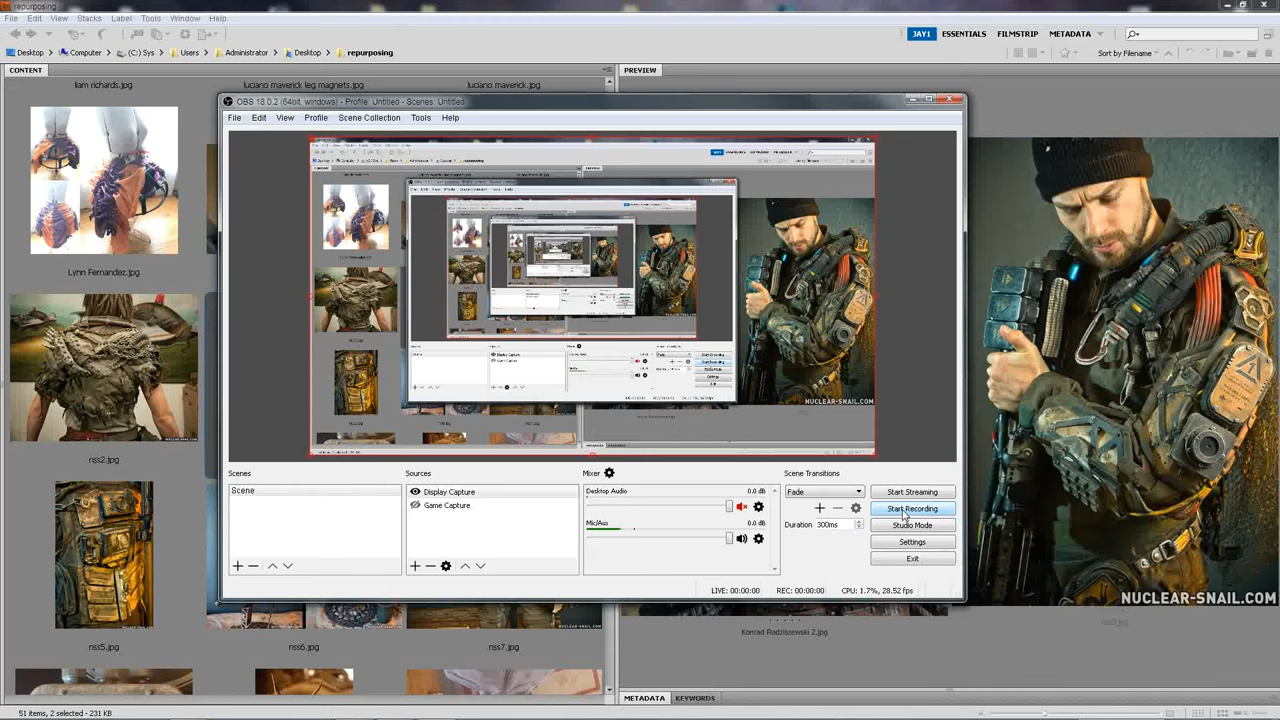 repurposing
File Edit View Stacks Label Tools Window Help
JAY1 ESSENTIALS FILMSTRIP METADATA
Desktop Computer (C:) Sys Users Administrator Desktop repurposing
Sort by Filename
CONTENT
PREVIEW
liam richards.jpg
luciano maverick leg magnets.jpg
luciano maverick.jpg
OBS 18.0.2 (64bit, windows) - Profile: Untitled - Scenes: Untitled
File Edit View Profile Scene Collection Tools Help
Lynn Fernandez.jpg
nss2.jpg
NUCLEAR-SNAIL.COM
Scenes
Sources
Mixer
Scene Transitions
Scene
Display Capture
Game Capture
Desktop Audio 0.0 dB
Mic/Aux 0.0 dB
Fade
Duration 300ms
Start Streaming
Start Recording
Studio Mode
Settings
Exit
LIVE: 00:00:00 REC: 00:00:00 CPU: 1.7%, 28.52 fps
NUCLEAR-SNAIL.COM
Konrad Radziszewski 2.jpg
nss5.jpg
nss6.jpg
nss7.jpg
METADATA KEYWORDS
51 items, 2 selected - 231 KB